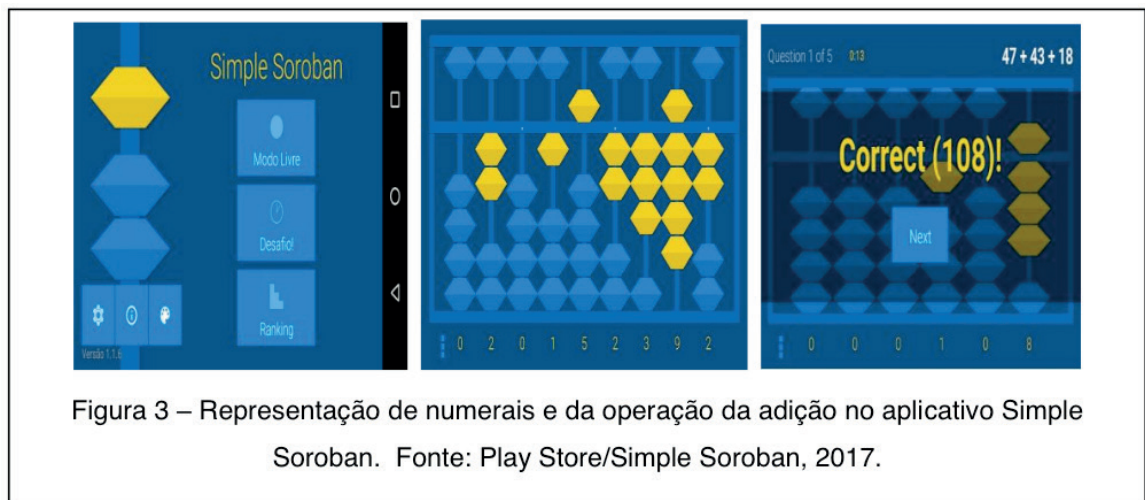 Simple Soroban
Modo Livre
Desafio!
Ranking
Versão 1.1.6
0 2 0 1 5 2 3 9 2
Question 1 of 5 0:13 47 + 43 + 18
Correct (108)!
Next
0 0 0 1 0 8
Figura 3 – Representação de numerais e da operação da adição no aplicativo Simple
Soroban. Fonte: Play Store/Simple Soroban, 2017.